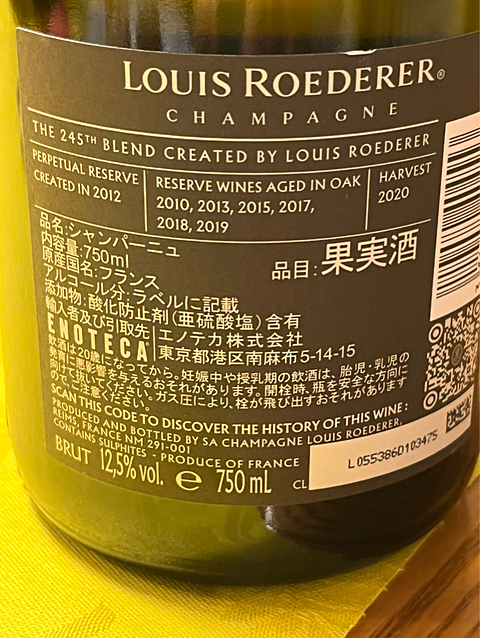 LOUIS ROEDERER®
CHAMPAGNE
THE 245TH BLEND CREATED BY LOUIS ROEDERER
PERPETUAL RESERVE
CREATED IN 2012
RESERVE WINES AGED IN OAK
2010, 2013, 2015, 2017,
2018, 2019
HARVEST
2020
品名:シャンパーニュ
内容量:750ml
原産国名:フランス
アルコール分:ラベルに記載
品目:果実酒
添加物:酸化防止剤(亜硫酸塩)含有
輸入者及び引取先 エノテカ株式会社
ENOTECA 東京都港区南麻布5-14-15
飲酒は20歳になってから。妊娠中や授乳期の飲酒は、胎児・乳児の
発育に悪影響を与えるおそれがあります。開栓時、瓶を安全な方向に
向けて抜いてください。ガス圧により、栓が飛び出すおそれがあります
のでご注意ください。
SCAN THIS CODE TO DISCOVER THE HISTORY OF THIS WINE:
PRODUCED AND BOTTLED BY SA CHAMPAGNE LOUIS ROEDERER,
REIMS, FRANCE NM 291-001
CONTAINS SULPHITES - PRODUCE OF FRANCE
BRUT 12,5% vol. e 750 mL
CL
L055386D103475